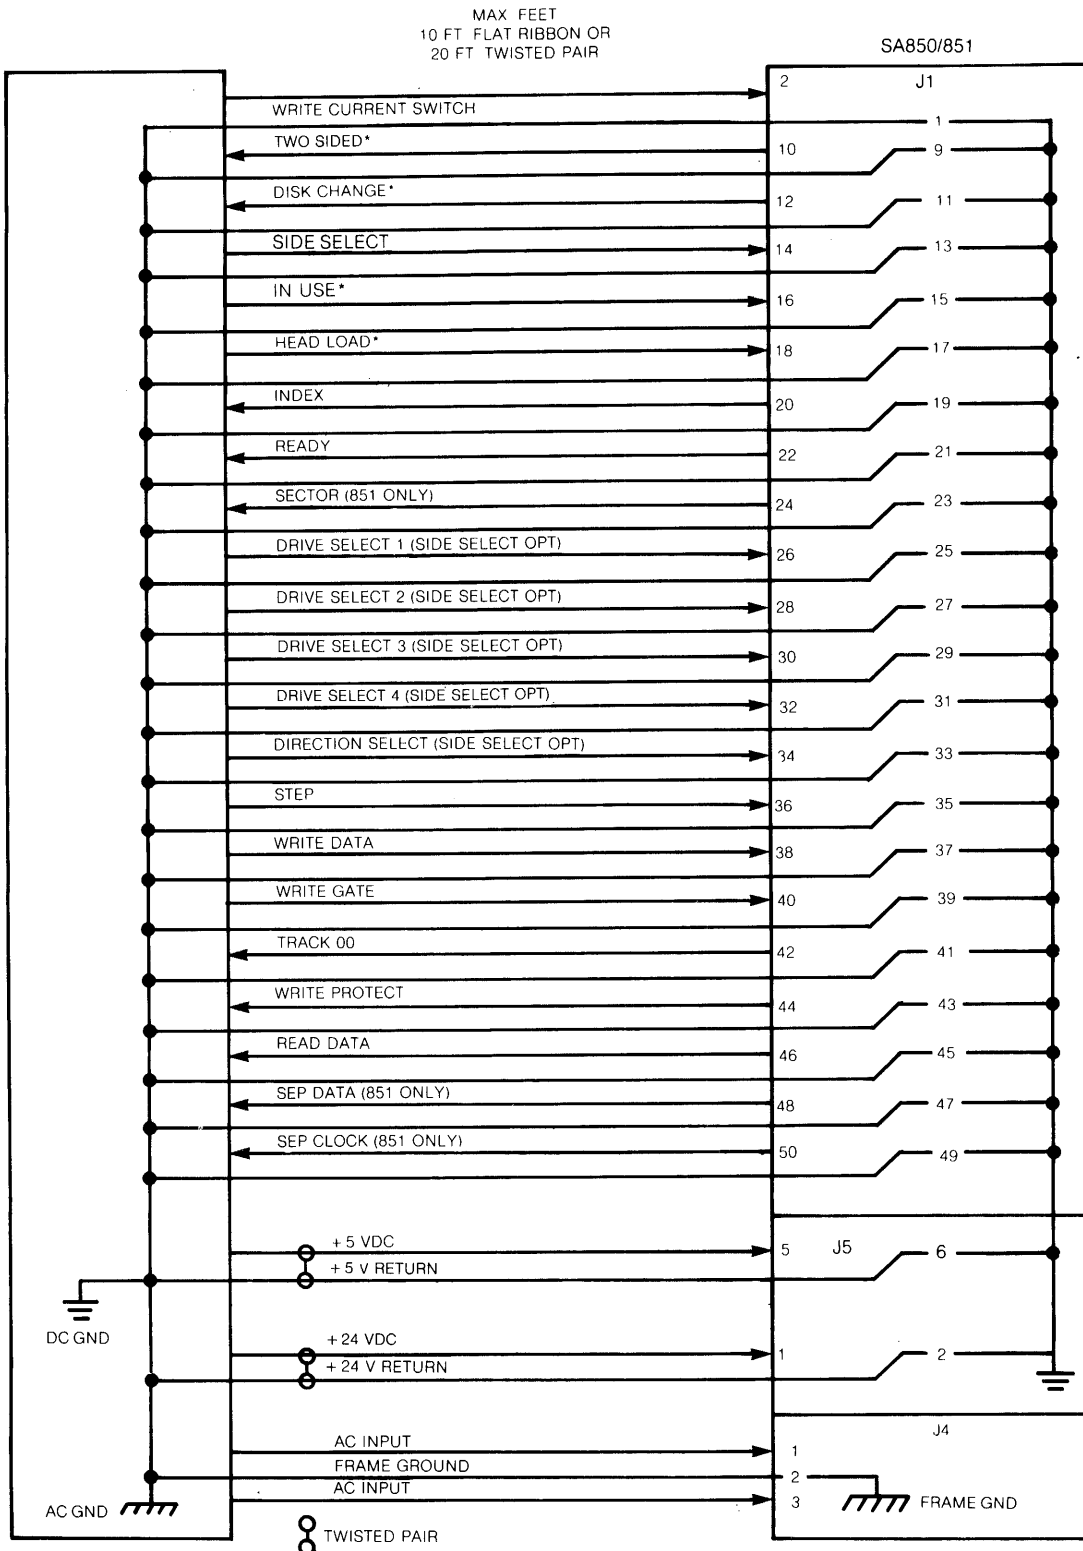 MAX FEET
10 FT FLAT RIBBON OR
20 FT TWISTED PAIR
SA850/851
J1
2
WRITE CURRENT SWITCH
1
TWO SIDED*
10
9
DISK CHANGE*
12
11
SIDE SELECT
14
13
IN USE*
16
15
HEAD LOAD*
18
17
INDEX
20
19
READY
22
21
SECTOR (851 ONLY)
24
23
DRIVE SELECT 1 (SIDE SELECT OPT)
26
25
DRIVE SELECT 2 (SIDE SELECT OPT)
28
27
DRIVE SELECT 3 (SIDE SELECT OPT)
30
29
DRIVE SELECT 4 (SIDE SELECT OPT)
32
31
DIRECTION SELECT (SIDE SELECT OPT)
34
33
STEP
36
35
WRITE DATA
38
37
WRITE GATE
40
39
TRACK 00
42
41
WRITE PROTECT
44
43
READ DATA
46
45
SEP DATA (851 ONLY)
48
47
SEP CLOCK (851 ONLY)
50
49
+ 5 VDC
5
J5
6
+ 5 V RETURN
DC GND
+ 24 VDC
1
2
+ 24 V RETURN
J4
AC INPUT
1
FRAME GROUND
2
AC INPUT
3
AC GND
FRAME GND
TWISTED PAIR